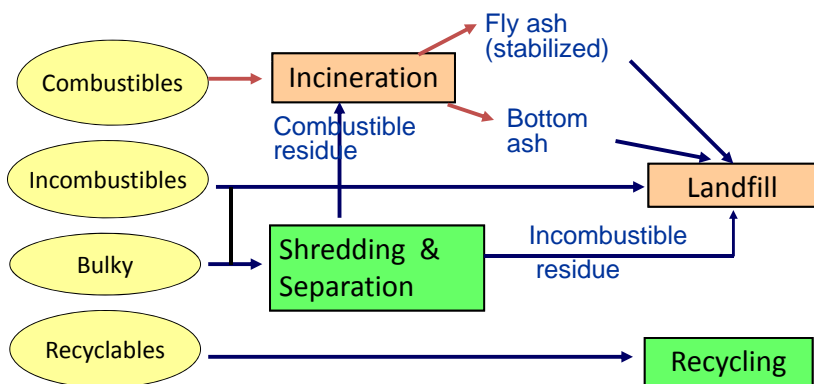 Fly ash
(stabilized)
Combustibles
Incineration
Combustible
residue
Bottom
ash
Incombustibles
Landfill
Bulky
Shredding &
Separation
Incombustible
residue
Recyclables
Recycling